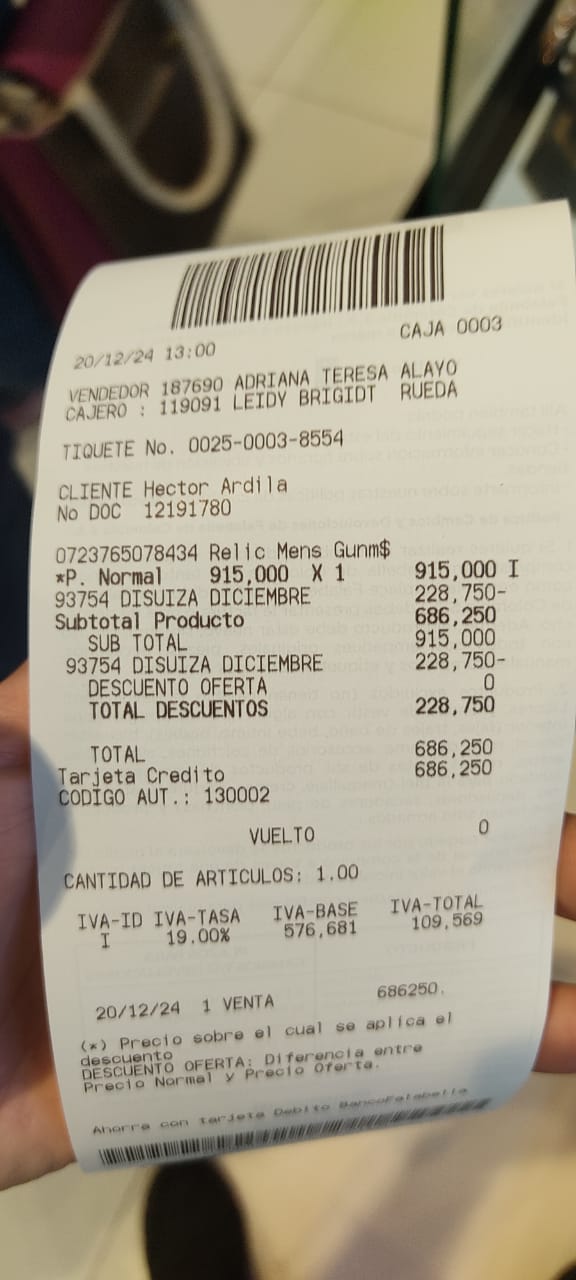 CAJA 0003
20/12/24 13:00
VENDEDOR 187690 ADRIANA TERESA ALAYO
CAJERO : 119091 LEIDY BRIGIDT RUEDA
TIQUETE No. 0025-0003-8554
CLIENTE Hector Ardila
No DOC 12191780
0723765078434 Relic Mens Gunm$
*P. Normal 915,000 X 1 915,000 I
93754 DISUIZA DICIEMBRE 228,750-
Subtotal Producto 686,250
SUB TOTAL 915,000
93754 DISUIZA DICIEMBRE 228,750-
DESCUENTO OFERTA 0
TOTAL DESCUENTOS 228,750
TOTAL 686,250
Tarjeta Credito 686,250
CODIGO AUT.: 130002
VUELTO 0
CANTIDAD DE ARTICULOS: 1.00
IVA-ID IVA-TASA IVA-BASE IVA-TOTAL
I 19.00% 576,681 109,569
20/12/24 1 VENTA 686250.
(*) Precio sobre el cual se aplica el
descuento
DESCUENTO OFERTA: Diferencia entre
Precio Normal y Precio Oferta.
Ahorra con tarjeta Debito BancoFalabella